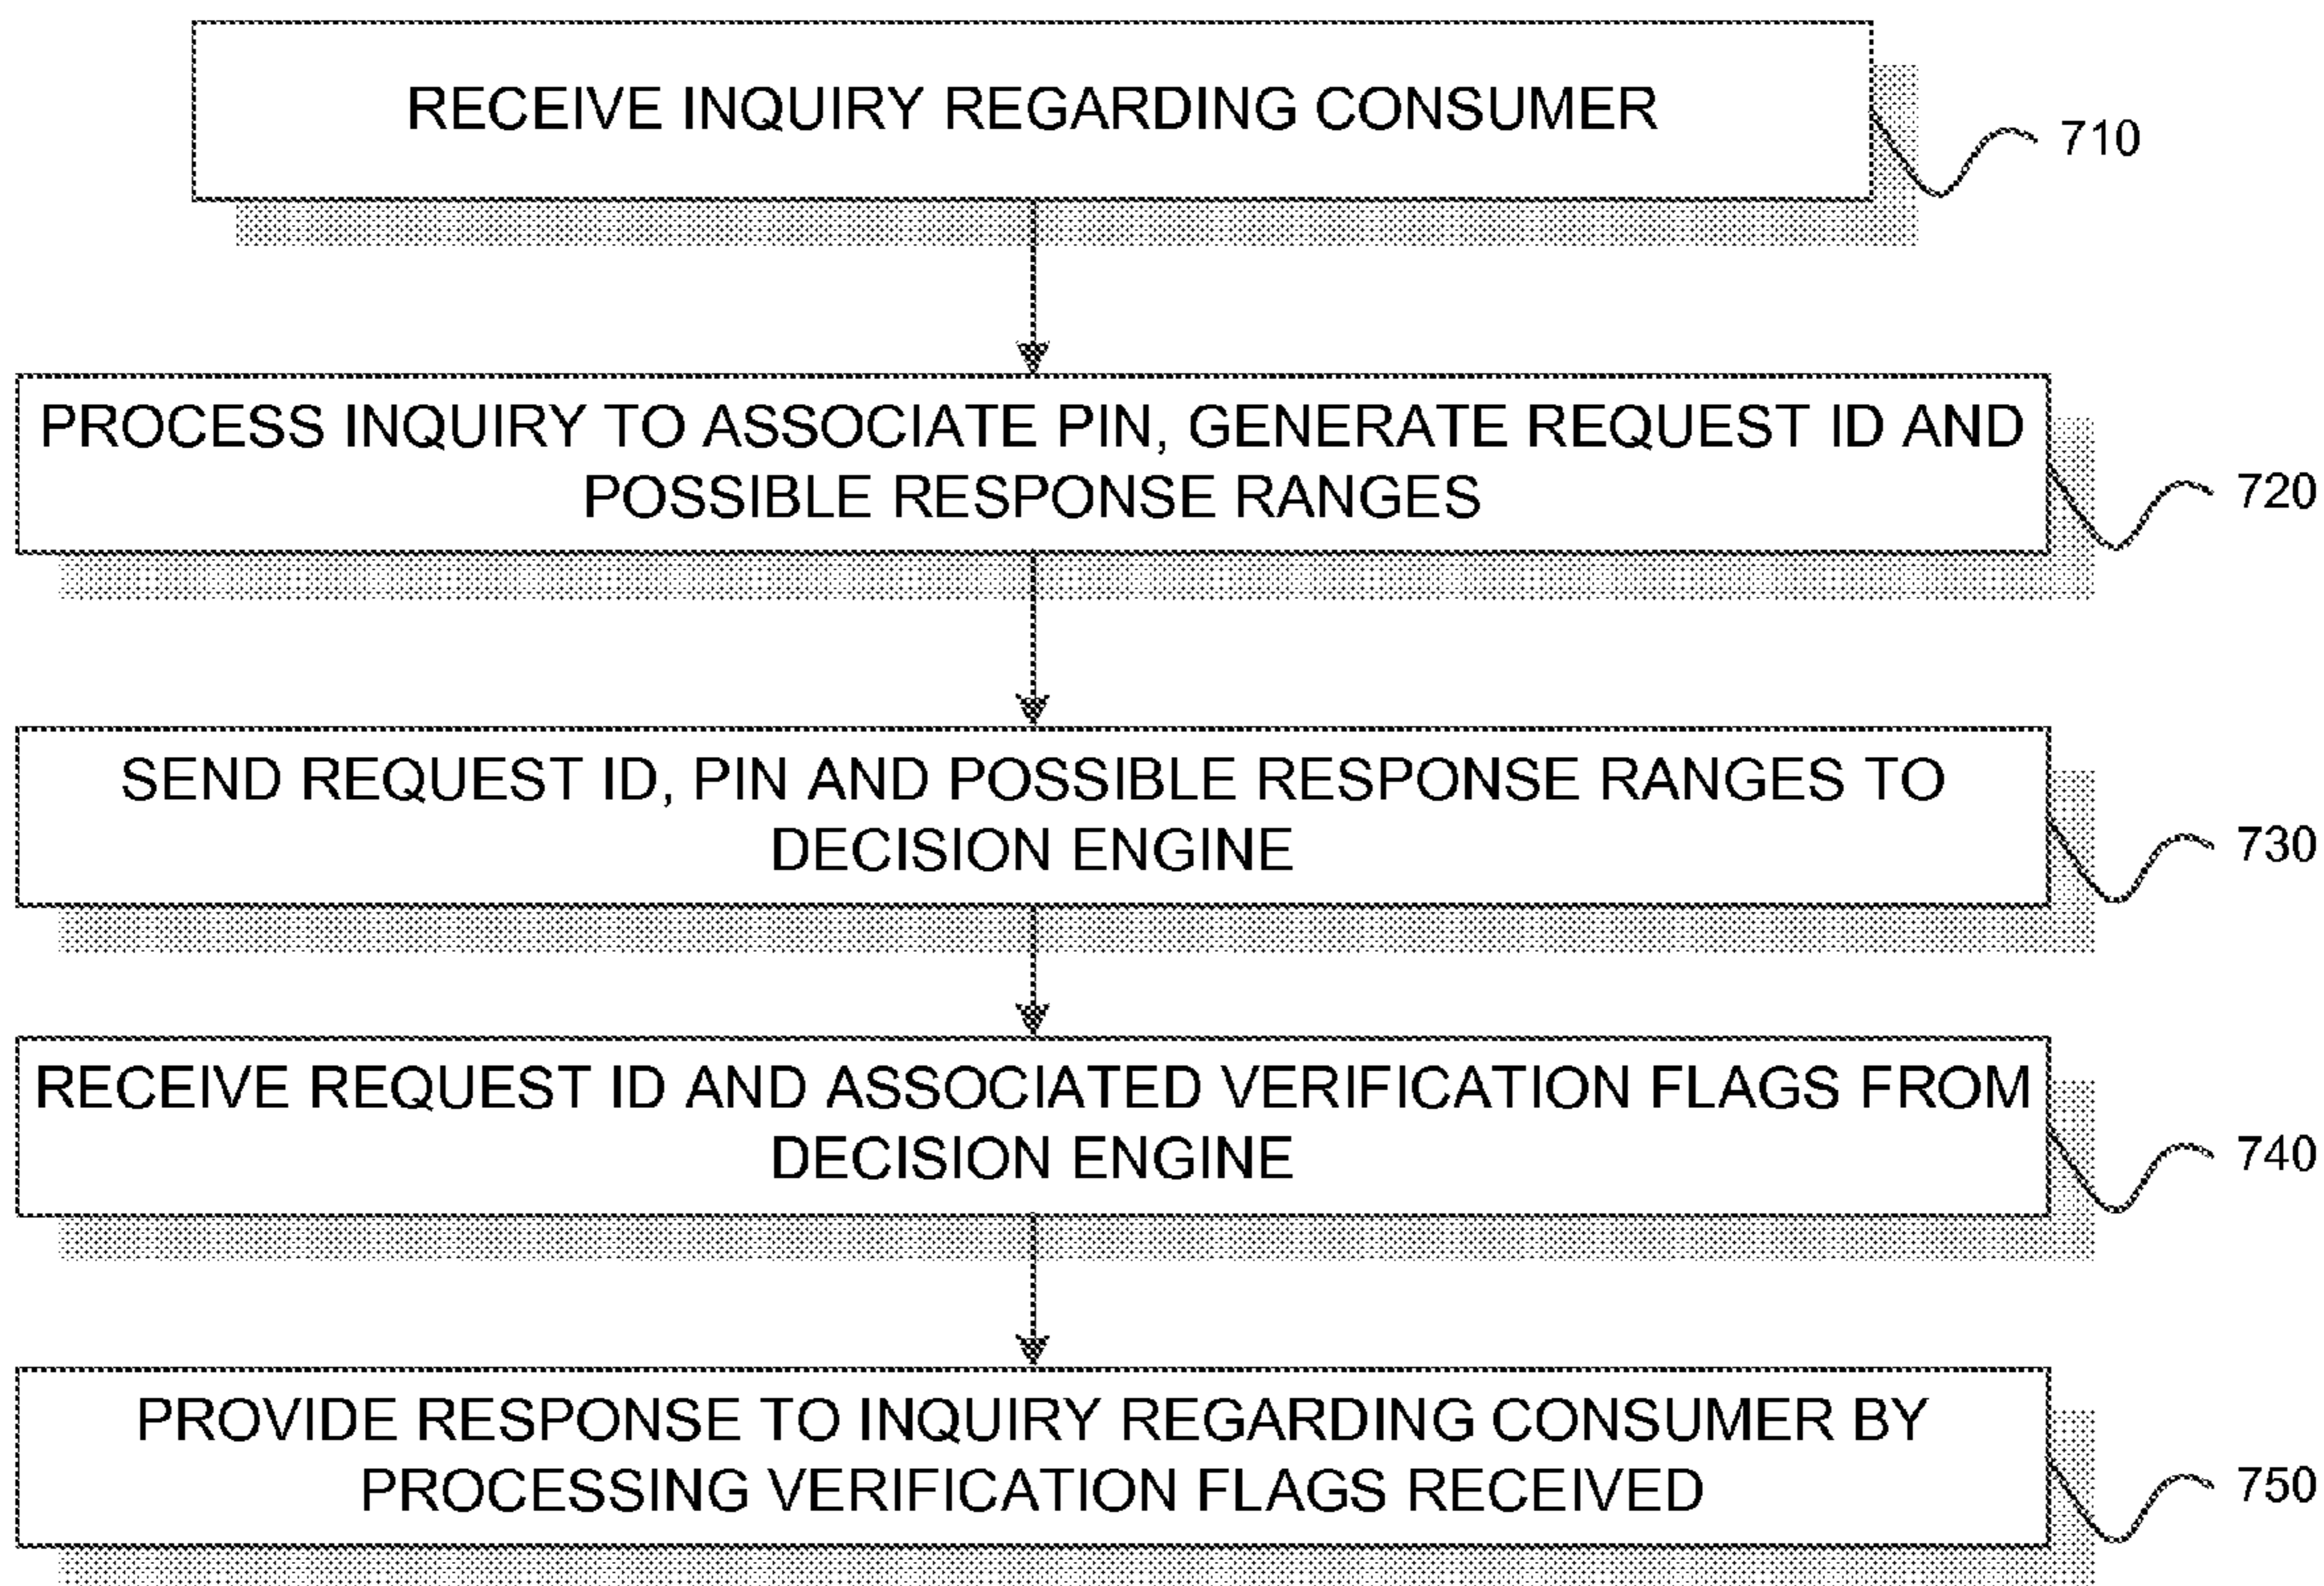 RECEIVE INQUIRY REGARDING CONSUMER
710
PROCESS INQUIRY TO ASSOCIATE PIN, GENERATE REQUEST ID AND
POSSIBLE RESPONSE RANGES
720
SEND REQUEST ID, PIN AND POSSIBLE RESPONSE RANGES TO
DECISION ENGINE
730
RECEIVE REQUEST ID AND ASSOCIATED VERIFICATION FLAGS FROM
DECISION ENGINE
740
PROVIDE RESPONSE TO INQUIRY REGARDING CONSUMER BY
PROCESSING VERIFICATION FLAGS RECEIVED
750